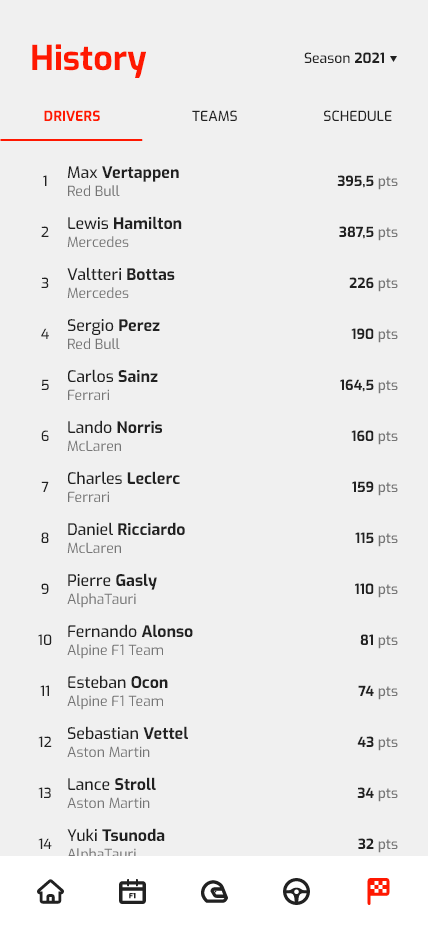 History
Season 2021 ▼
DRIVERS TEAMS SCHEDULE
1 Max Vertappen 395,5 pts
Red Bull
2 Lewis Hamilton 387,5 pts
Mercedes
3 Valtteri Bottas 226 pts
Mercedes
4 Sergio Perez 190 pts
Red Bull
5 Carlos Sainz 164,5 pts
Ferrari
6 Lando Norris 160 pts
McLaren
7 Charles Leclerc 159 pts
Ferrari
8 Daniel Ricciardo 115 pts
McLaren
9 Pierre Gasly 110 pts
AlphaTauri
10 Fernando Alonso 81 pts
Alpine F1 Team
11 Esteban Ocon 74 pts
Alpine F1 Team
12 Sebastian Vettel 43 pts
Aston Martin
13 Lance Stroll 34 pts
Aston Martin
14 Yuki Tsunoda 32 pts
AlphaTauri
F1